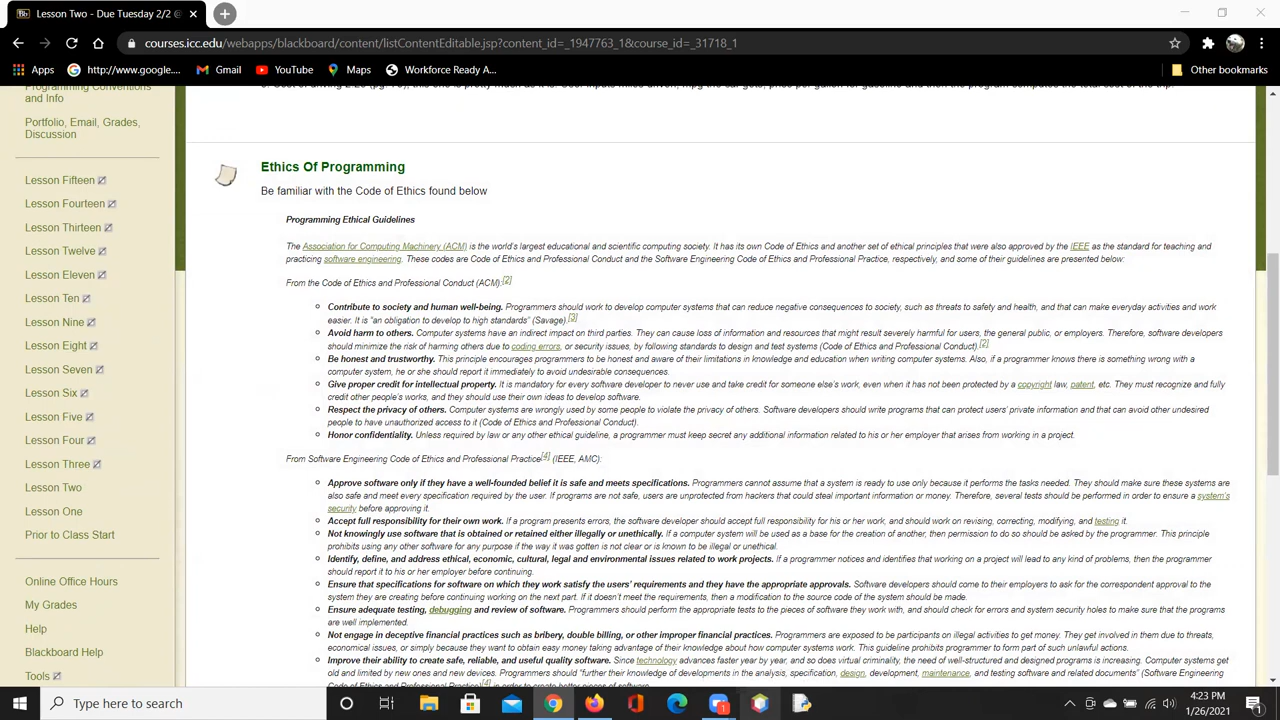 Lesson Two - Due Tuesday 2/2 @
courses.icc.edu/webapps/blackboard/content/listContentEditable.jsp?content_id=_1947763_1&course_id=_31718_1
Apps http://www.google.... Gmail YouTube Maps Workforce Ready A... Other bookmarks
Programming Conventions
and Info
Portfolio, Email, Grades,
Discussion
Lesson Fifteen
Lesson Fourteen
Lesson Thirteen
Lesson Twelve
Lesson Eleven
Lesson Ten
Lesson Nine
Lesson Eight
Lesson Seven
Lesson Six
Lesson Five
Lesson Four
Lesson Three
Lesson Two
Lesson One
Prior to Class Start
Online Office Hours
My Grades
Help
Blackboard Help
Tools
Ethics Of Programming
Be familiar with the Code of Ethics found below
Programming Ethical Guidelines
The Association for Computing Machinery (ACM) is the world's largest educational and scientific computing society. It has its own Code of Ethics and another set of ethical principles that were also approved by the IEEE as the standard for teaching and
practicing software engineering. These codes are Code of Ethics and Professional Conduct and the Software Engineering Code of Ethics and Professional Practice, respectively, and some of their guidelines are presented below:
From the Code of Ethics and Professional Conduct (ACM):[2]
Contribute to society and human well-being. Programmers should work to develop computer systems that can reduce negative consequences to society, such as threats to safety and health, and that can make everyday activities and work
easier. It is "an obligation to develop to high standards" (Savage).[3]
Avoid harm to others. Computer systems have an indirect impact on third parties. They can cause loss of information and resources that might result severely harmful for users, the general public, or employers. Therefore, software developers
should minimize the risk of harming others due to coding errors, or security issues, by following standards to design and test systems (Code of Ethics and Professional Conduct).[2]
Be honest and trustworthy. This principle encourages programmers to be honest and aware of their limitations in knowledge and education when writing computer systems. Also, if a programmer knows there is something wrong with a
computer system, he or she should report it immediately to avoid undesirable consequences.
Give proper credit for intellectual property. It is mandatory for every software developer to never use and take credit for someone else's work, even when it has not been protected by a copyright law, patent, etc. They must recognize and fully
credit other people's works, and they should use their own ideas to develop software.
Respect the privacy of others. Computer systems are wrongly used by some people to violate the privacy of others. Software developers should write programs that can protect users' private information and that can avoid other undesired
people to have unauthorized access to it (Code of Ethics and Professional Conduct).
Honor confidentiality. Unless required by law or any other ethical guideline, a programmer must keep secret any additional information related to his or her employer that arises from working in a project.
From Software Engineering Code of Ethics and Professional Practice[4] (IEEE, AMC):
Approve software only if they have a well-founded belief it is safe and meets specifications. Programmers cannot assume that a system is ready to use only because it performs the tasks needed. They should make sure these systems are
also safe and meet every specification required by the user. If programs are not safe, users are unprotected from hackers that could steal important information or money. Therefore, several tests should be performed in order to ensure a system's
security before approving it.
Accept full responsibility for their own work. If a program presents errors, the software developer should accept full responsibility for his or her work, and should work on revising, correcting, modifying, and testing it.
Not knowingly use software that is obtained or retained either illegally or unethically. If a computer system will be used as a base for the creation of another, then permission to do so should be asked by the programmer. This principle
prohibits using any other software for any purpose if the way it was gotten is not clear or is known to be illegal or unethical.
Identify, define, and address ethical, economic, cultural, legal and environmental issues related to work projects. If a programmer notices and identifies that working on a project will lead to any kind of problems, then the programmer
should report it to his or her employer before continuing.
Ensure that specifications for software on which they work satisfy the users' requirements and they have the appropriate approvals. Software developers should come to their employers to ask for the correspondent approval to the
system they are creating before continuing working on the next part. If it doesn't meet the requirements, then a modification to the source code of the system should be made.
Ensure adequate testing, debugging and review of software. Programmers should perform the appropriate tests to the pieces of software they work with, and should check for errors and system security holes to make sure that the programs
are well implemented.
Not engage in deceptive financial practices such as bribery, double billing, or other improper financial practices. Programmers are exposed to be participants on illegal activities to get money. They get involved in them due to threats,
economical issues, or simply because they want to obtain easy money taking advantage of their knowledge about how computer systems work. This guideline prohibits programmer to form part of such unlawful actions.
Improve their ability to create safe, reliable, and useful quality software. Since technology advances faster year by year, and so does virtual criminality, the need of well-structured and designed programs is increasing. Computer systems get
old and limited by new ones and new devices. Programmers should "further their knowledge of developments in the analysis, specification, design, development, maintenance, and testing software and related documents" (Software Engineering
Code of Ethics and Professional Practice)[4] in order to create better pieces of software.
Type here to search
4:23 PM
1/26/2021